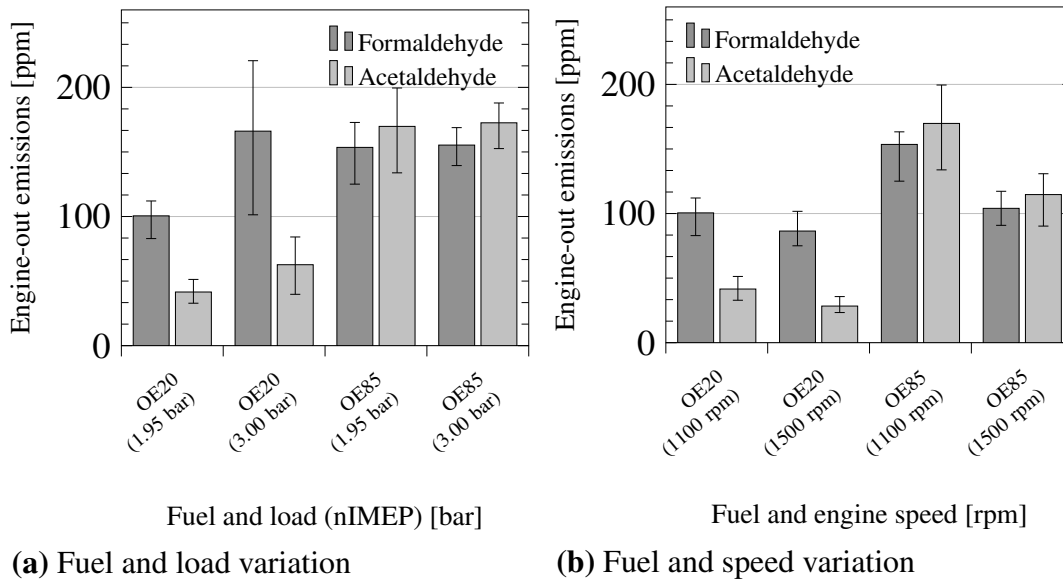 Engine-out emissions [ppm]
200
100
0
Formaldehyde
Acetaldehyde
OE20
(1.95 bar)
OE20
(3.00 bar)
OE85
(1.95 bar)
OE85
(3.00 bar)
Fuel and load (nIMEP) [bar]
(a) Fuel and load variation
Engine-out emissions [ppm]
200
100
0
Formaldehyde
Acetaldehyde
OE20
(1100 rpm)
OE20
(1500 rpm)
OE85
(1100 rpm)
OE85
(1500 rpm)
Fuel and engine speed [rpm]
(b) Fuel and speed variation